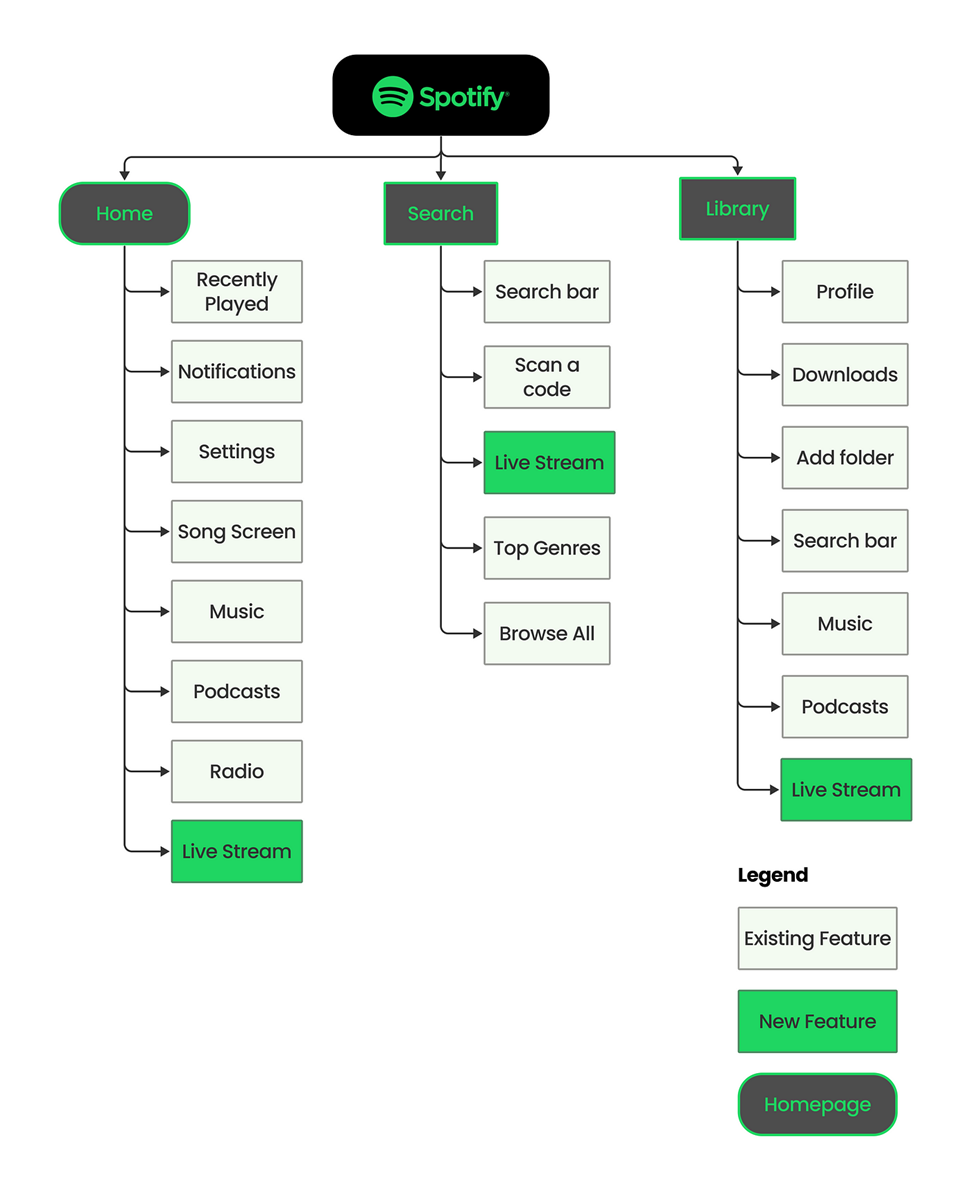 Spotify®
Home
Search
Library
Recently
Played
Notifications
Settings
Song Screen
Music
Podcasts
Radio
Live Stream
Search bar
Scan a
code
Live Stream
Top Genres
Browse All
Profile
Downloads
Add folder
Search bar
Music
Podcasts
Live Stream
Legend
Existing Feature
New Feature
Homepage